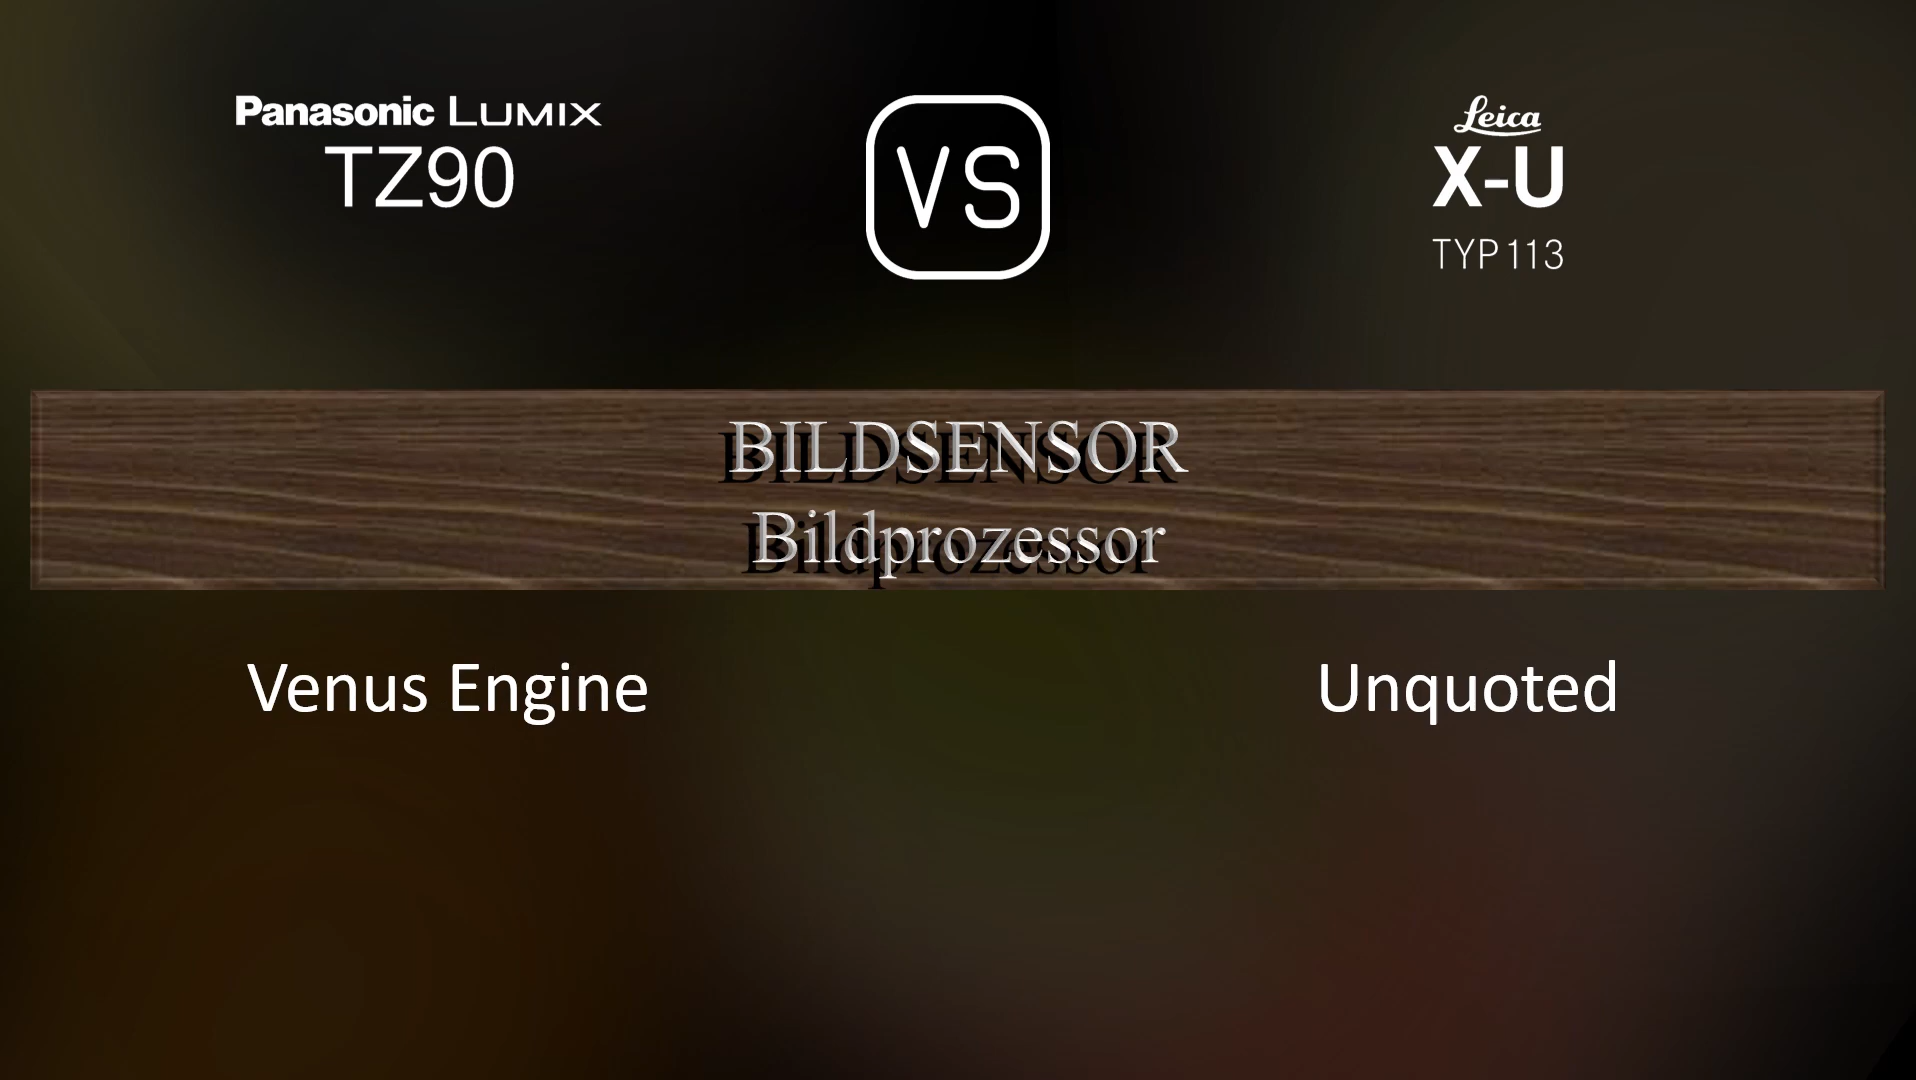 Panasonic LUMIX
TZ90
VS
Leica
X-U
TYP 113
BILDSENSOR
Bildprozessor
Venus Engine
Unquoted